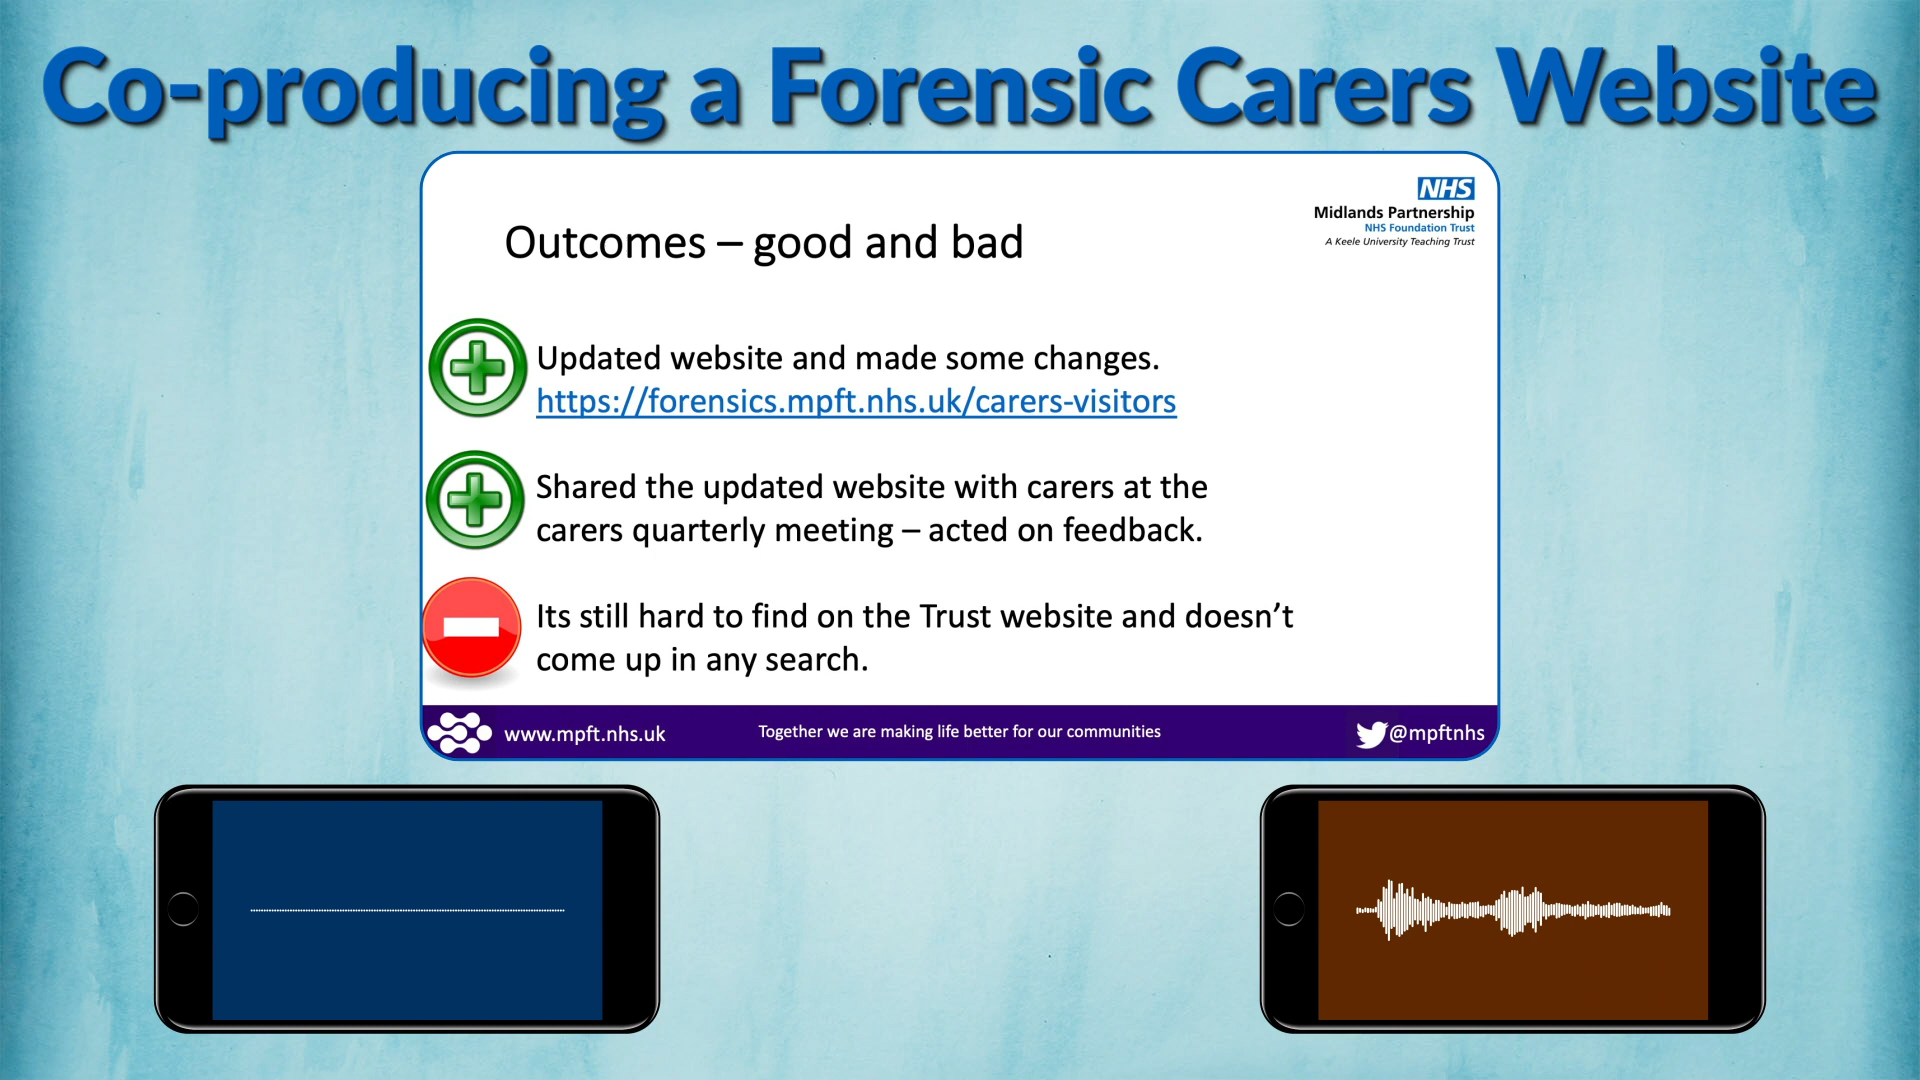 Co-producing a Forensic Carers Website
NHS
Midlands Partnership
NHS Foundation Trust
A Keele University Teaching Trust
Outcomes – good and bad
Updated website and made some changes.
https://forensics.mpft.nhs.uk/carers-visitors
Shared the updated website with carers at the
carers quarterly meeting – acted on feedback.
Its still hard to find on the Trust website and doesn’t
come up in any search.
www.mpft.nhs.uk
Together we are making life better for our communities
@mpftnhs